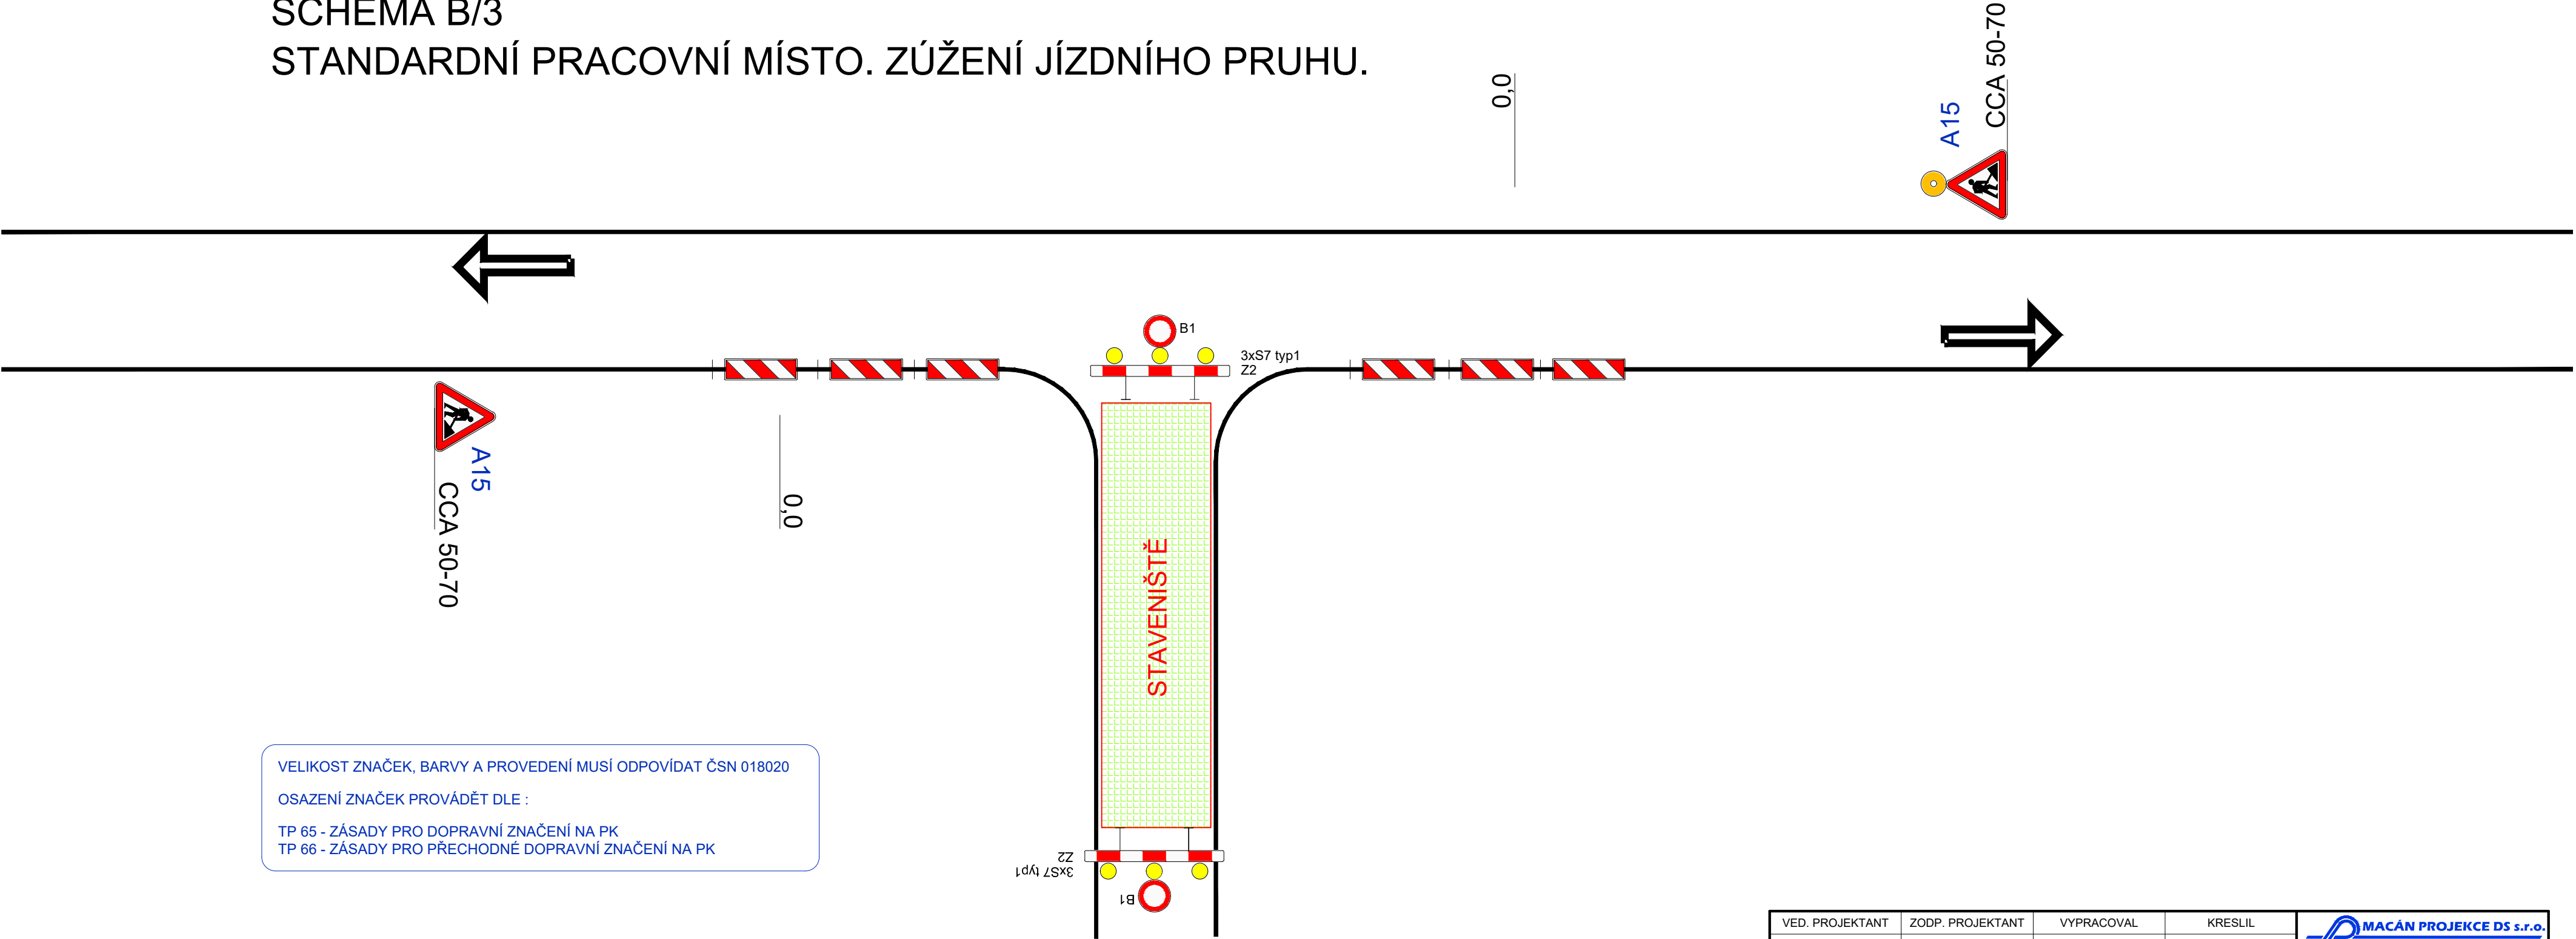 SCHÉMA B/3
STANDARDNÍ PRACOVNÍ MÍSTO. ZÚŽENÍ JÍZDNÍHO PRUHU.
0,0
A15
CCA 50-70
B1
3xS7 typ1
Z2
A15
CCA 50-70
0,0
STAVENIŠTĚ
VELIKOST ZNAČEK, BARVY A PROVEDENÍ MUSÍ ODPOVÍDAT ČSN 018020
OSAZENÍ ZNAČEK PROVÁDĚT DLE :
TP 65 - ZÁSADY PRO DOPRAVNÍ ZNAČENÍ NA PK
TP 66 - ZÁSADY PRO PŘECHODNÉ DOPRAVNÍ ZNAČENÍ NA PK
Z2
3xS7 typ1
B1
VED. PROJEKTANT
ZODP. PROJEKTANT
VYPRACOVAL
KRESLIL
MACÁN PROJEKCE DS s.r.o.